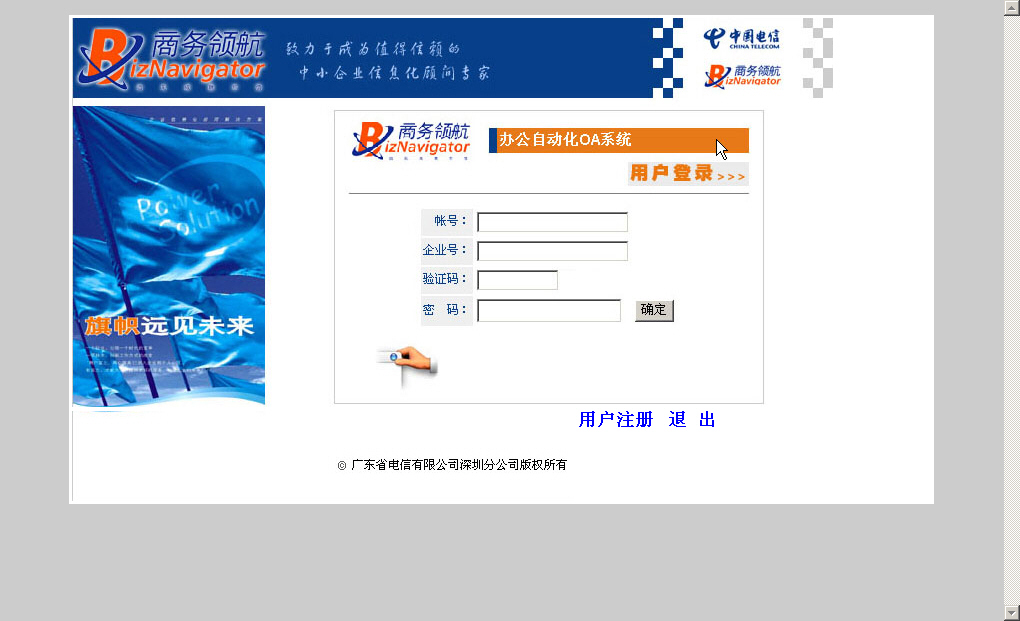 商务领航
BizNavigator
致力于成为值得信赖的
中小企业信息化顾问专家
中国电信
CHINA TELECOM
商务领航
BizNavigator
Power
Solution
旗帜远见未来
商务领航
BizNavigator
办公自动化OA系统
用户登录>>>
帐号：
企业号：
验证码：
密 码：
确定
用户注册 退 出
© 广东省电信有限公司深圳分公司版权所有